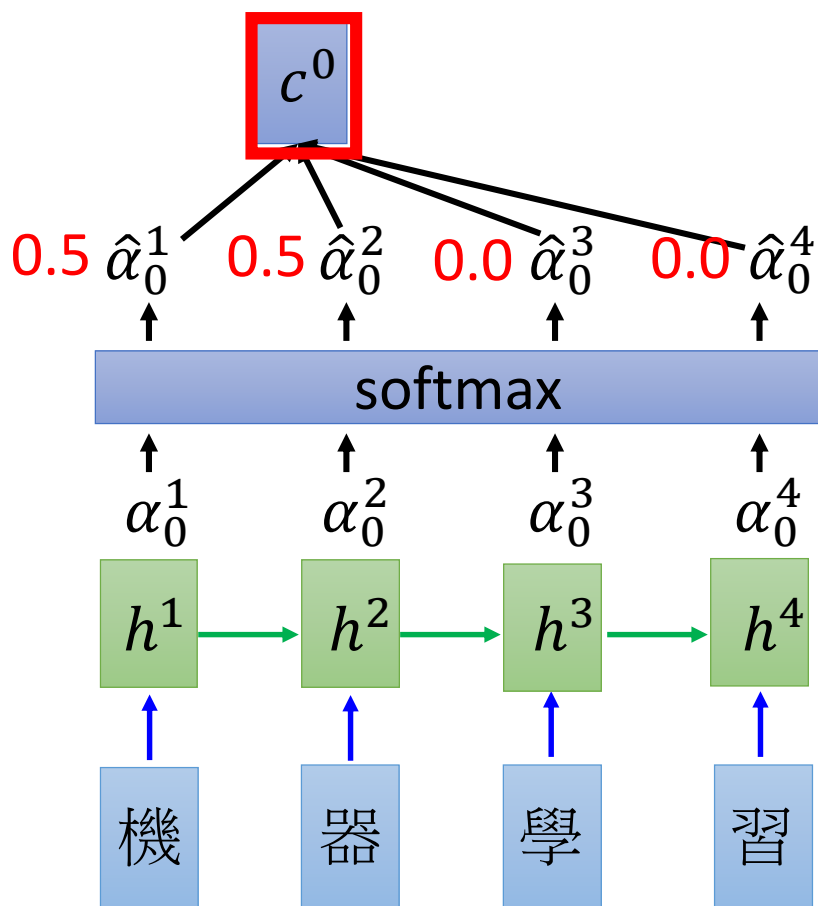 c⁰
0.5 α̂₀¹ 0.5 α̂₀² 0.0 α̂₀³ 0.0 α̂₀⁴
softmax
α₀¹ α₀² α₀³ α₀⁴
h¹ h² h³ h⁴
機 器 學 習